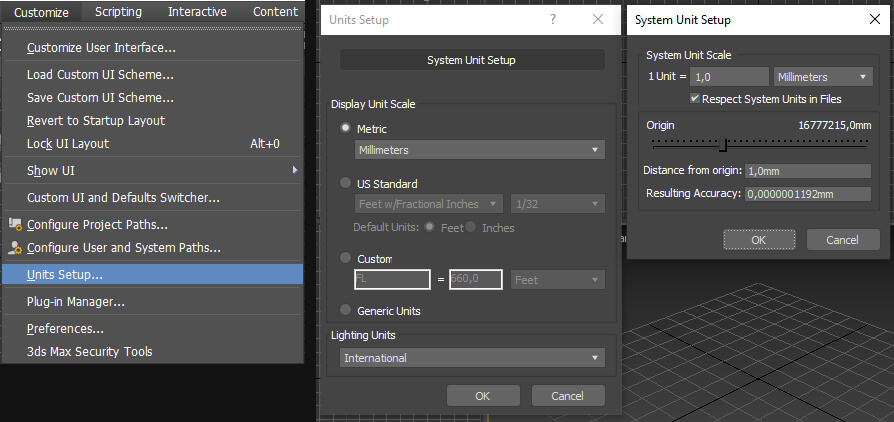 Customize Scripting Interactive Content
Customize User Interface...
Load Custom UI Scheme...
Save Custom UI Scheme...
Revert to Startup Layout
Lock UI Layout Alt+0
Show UI
Custom UI and Defaults Switcher...
Configure Project Paths...
Configure User and System Paths...
Units Setup...
Plug-in Manager...
Preferences...
3ds Max Security Tools
Units Setup ?
System Unit Setup
Display Unit Scale
Metric
Millimeters
US Standard
Feet w/Fractional Inches 1/32
Default Units: Feet Inches
Custom
FL = 660,0 Feet
Generic Units
Lighting Units
International
OK Cancel
System Unit Setup
System Unit Scale
1 Unit = 1,0 Millimeters
Respect System Units in Files
Origin 16777215,0mm
Distance from origin: 1,0mm
Resulting Accuracy: 0,0000001192mm
OK Cancel